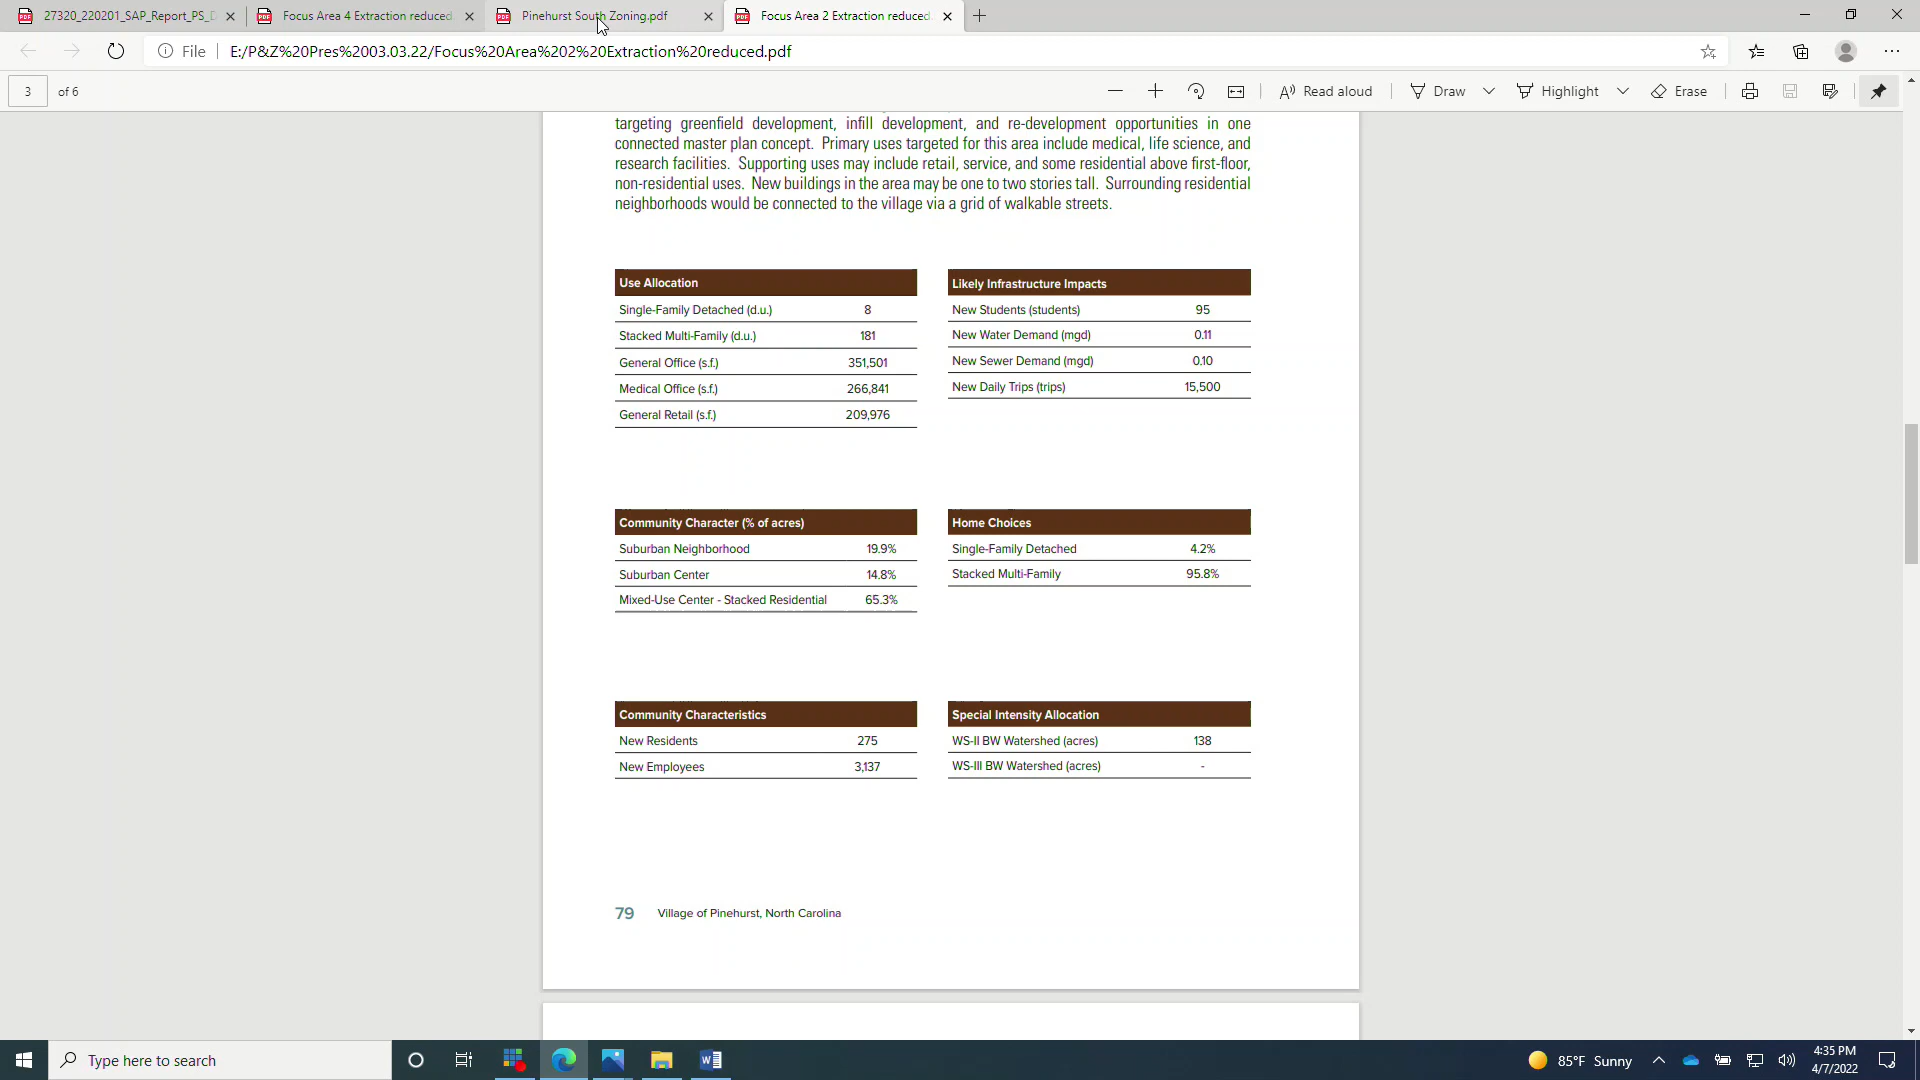 27320_220201_SAP_Report_PS_D
Focus Area 4 Extraction reduced.
Pinehurst South Zoning.pdf
Focus Area 2 Extraction reduced.
File
E:/P&Z%20Pres%2003.03.22/Focus%20Area%202%20Extraction%20reduced.pdf
3 of 6
Read aloud
Draw
Highlight
Erase
targeting greenfield development, infill development, and re-development opportunities in one
connected master plan concept. Primary uses targeted for this area include medical, life science, and
research facilities. Supporting uses may include retail, service, and some residential above first-floor,
non-residential uses. New buildings in the area may be one to two stories tall. Surrounding residential
neighborhoods would be connected to the village via a grid of walkable streets.
Use Allocation
Single-Family Detached (d.u.) 8
Stacked Multi-Family (d.u.) 181
General Office (s.f.) 351,501
Medical Office (s.f.) 266,841
General Retail (s.f.) 209,976
Likely Infrastructure Impacts
New Students (students) 95
New Water Demand (mgd) 0.11
New Sewer Demand (mgd) 0.10
New Daily Trips (trips) 15,500
Community Character (% of acres)
Suburban Neighborhood 19.9%
Suburban Center 14.8%
Mixed-Use Center - Stacked Residential 65.3%
Home Choices
Single-Family Detached 4.2%
Stacked Multi-Family 95.8%
Community Characteristics
New Residents 275
New Employees 3,137
Special Intensity Allocation
WS-II BW Watershed (acres) 138
WS-III BW Watershed (acres) -
79 Village of Pinehurst, North Carolina
Type here to search
85°F Sunny
4:35 PM
4/7/2022